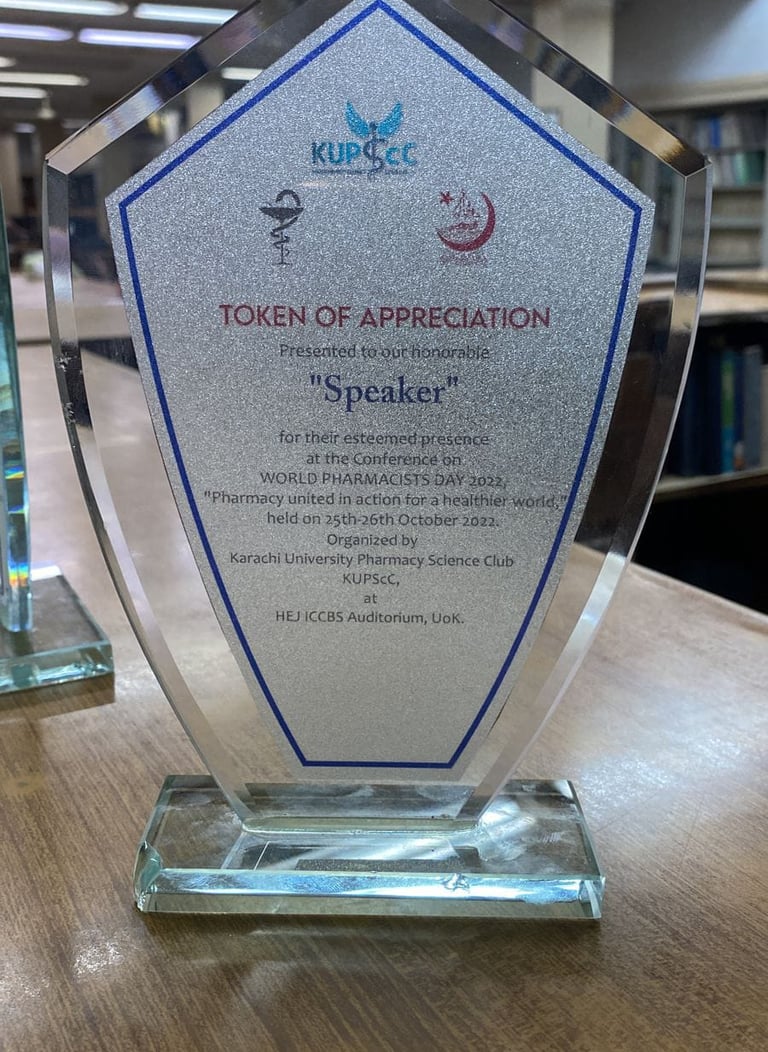 KUPScC
TOKEN OF APPRECIATION
Presented to our honorable
"Speaker"
for their esteemed presence
at the Conference on
WORLD PHARMACISTS DAY 2022,
"Pharmacy united in action for a healthier world,"
held on 25th-26th October 2022.
Organized by
Karachi University Pharmacy Science Club
KUPScC,
at
HEJ ICCBS Auditorium, UoK.